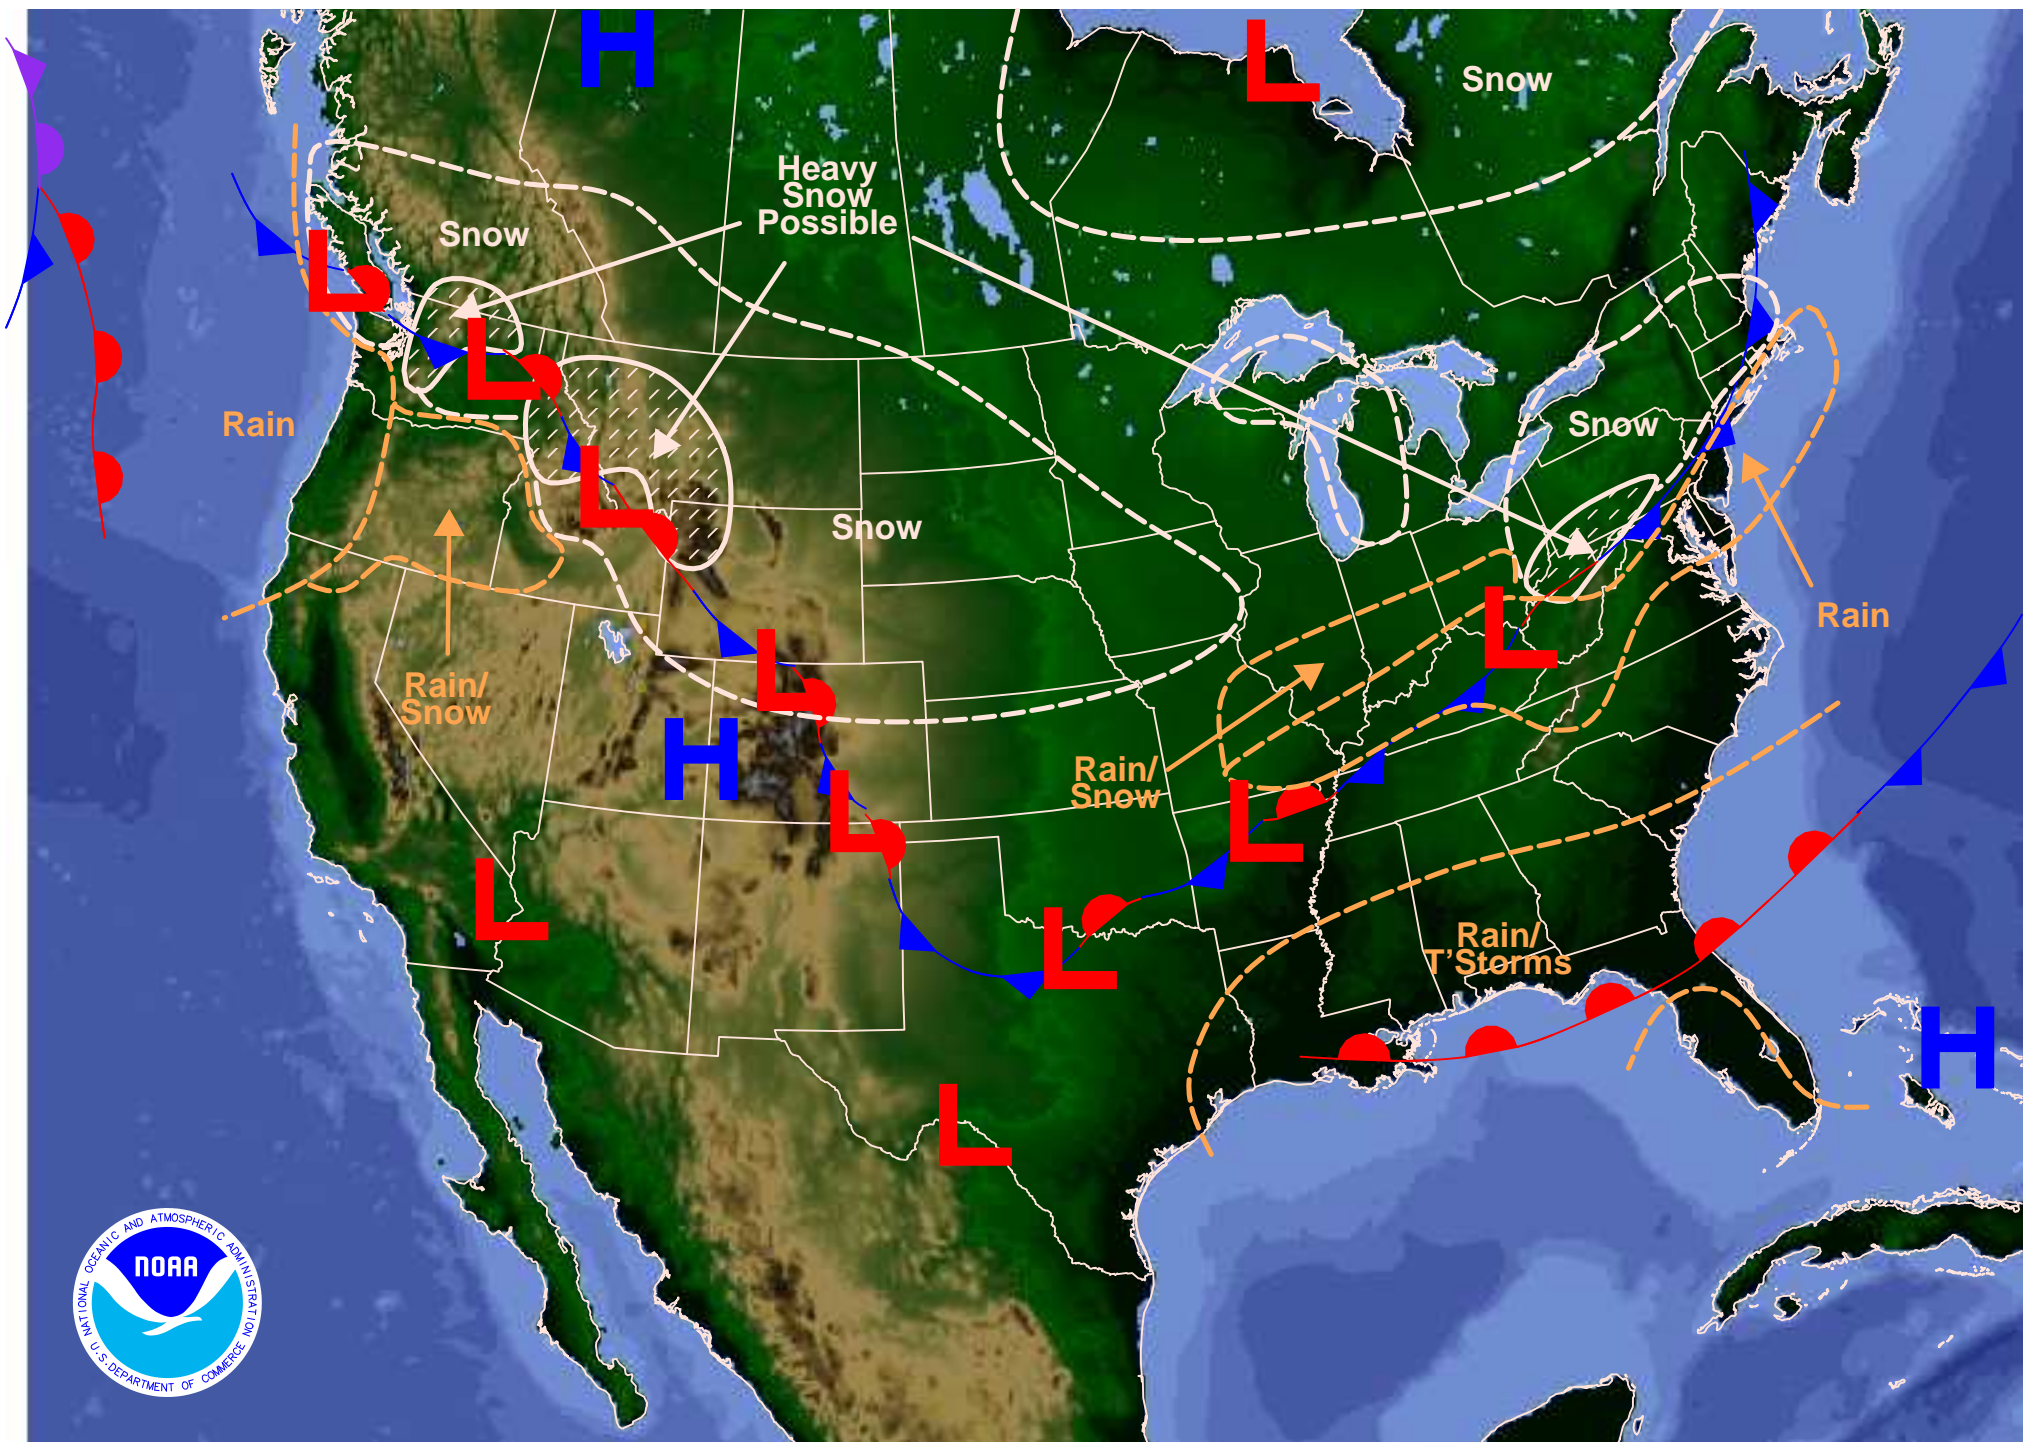 H
L
Snow
Heavy
Snow
Possible
Snow
L
L
Rain
Snow
L
Snow
L
Rain
L
Rain/
Snow
H
Rain/
Snow
L
L
L
L
Rain/
T'Storms
L
H
L
NATIONAL OCEANIC AND ATMOSPHERIC ADMINISTRATION
NOAA
U.S. DEPARTMENT OF COMMERCE